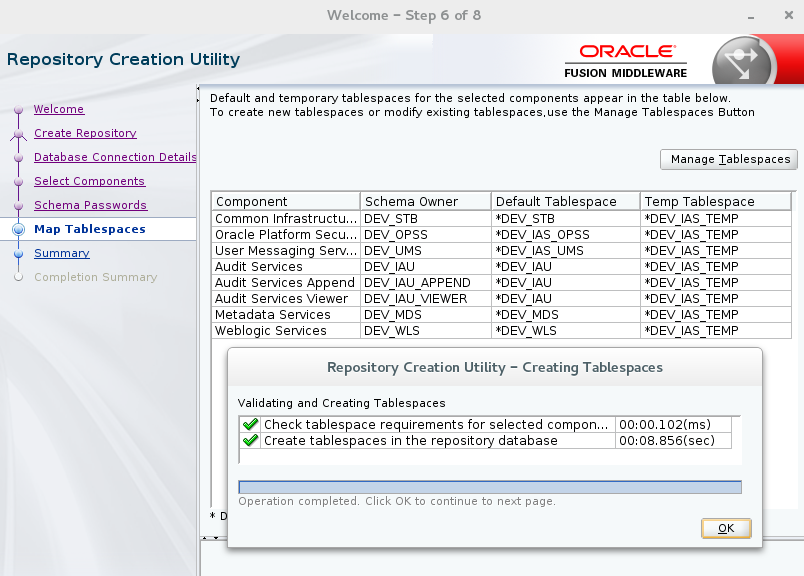 Welcome – Step 6 of 8
Repository Creation Utility
ORACLE
FUSION MIDDLEWARE
Welcome
Create Repository
Database Connection Details
Select Components
Schema Passwords
Map Tablespaces
Summary
Completion Summary
Default and temporary tablespaces for the selected components appear in the table below.
To create new tablespaces or modify existing tablespaces,use the Manage Tablespaces Button
Manage Tablespaces
Component Schema Owner Default Tablespace Temp Tablespace
Common Infrastructu... DEV_STB *DEV_STB *DEV_IAS_TEMP
Oracle Platform Secu... DEV_OPSS *DEV_IAS_OPSS *DEV_IAS_TEMP
User Messaging Serv... DEV_UMS *DEV_IAS_UMS *DEV_IAS_TEMP
Audit Services DEV_IAU *DEV_IAU *DEV_IAS_TEMP
Audit Services Append DEV_IAU_APPEND *DEV_IAU *DEV_IAS_TEMP
Audit Services Viewer DEV_IAU_VIEWER *DEV_IAU *DEV_IAS_TEMP
Metadata Services DEV_MDS *DEV_MDS *DEV_IAS_TEMP
Weblogic Services DEV_WLS *DEV_WLS *DEV_IAS_TEMP
Repository Creation Utility – Creating Tablespaces
Validating and Creating Tablespaces
Check tablespace requirements for selected compon... 00:00.102(ms)
Create tablespaces in the repository database 00:08.856(sec)
Operation completed. Click OK to continue to next page.
* D
OK